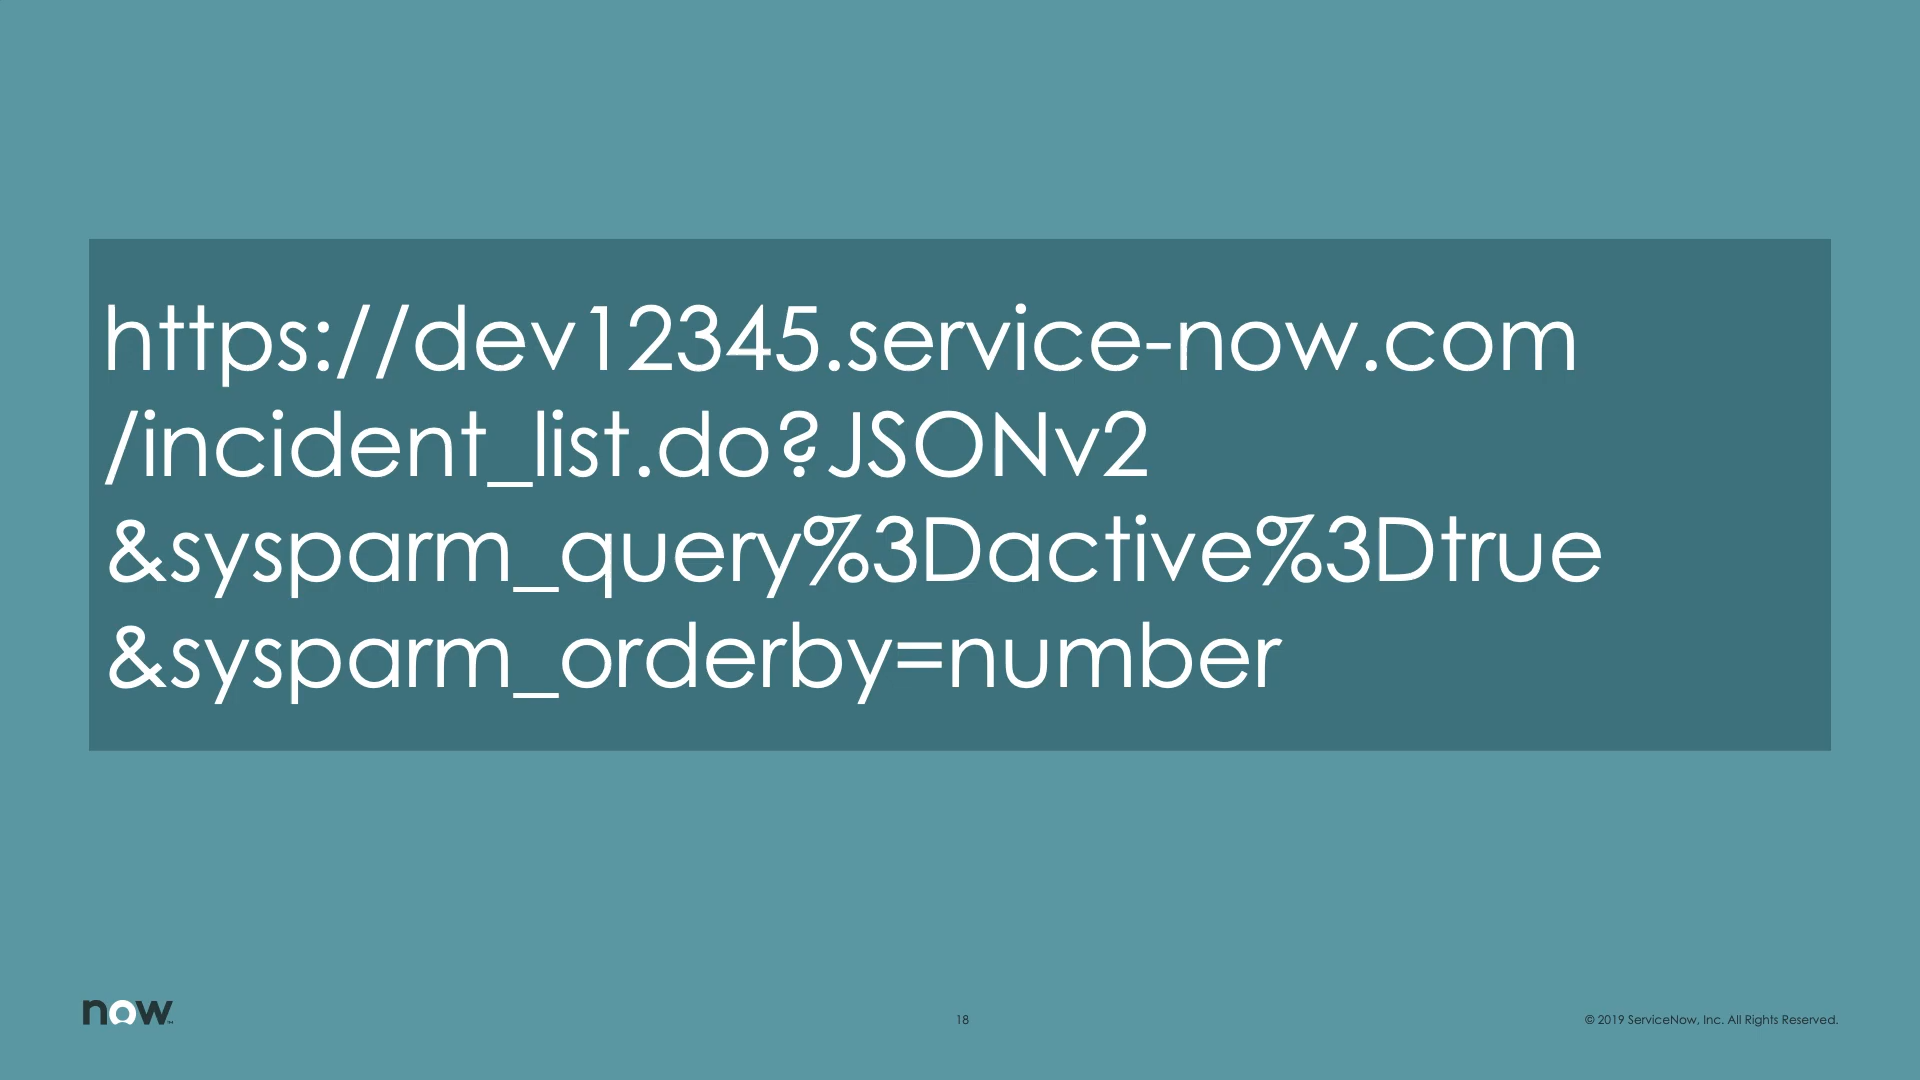 https://dev12345.service-now.com
/incident_list.do?JSONv2
&sysparm_query%3Dactive%3Dtrue
&sysparm_orderby=number
now
18
© 2019 ServiceNow, Inc. All Rights Reserved.